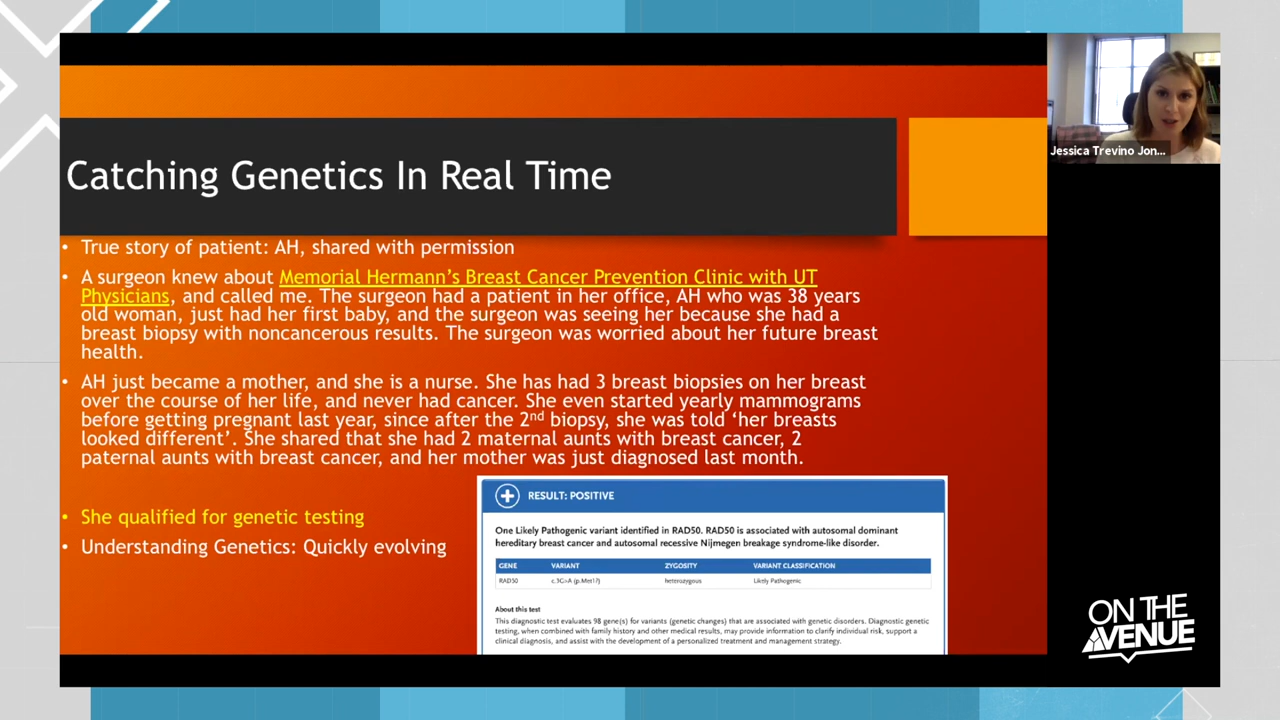 Catching Genetics In Real Time
• True story of patient: AH, shared with permission
• A surgeon knew about Memorial Hermann’s Breast Cancer Prevention Clinic with UT
Physicians, and called me. The surgeon had a patient in her office, AH who was 38 years
old woman, just had her first baby, and the surgeon was seeing her because she had a
breast biopsy with noncancerous results. The surgeon was worried about her future breast
health.
• AH just became a mother, and she is a nurse. She has had 3 breast biopsies on her breast
over the course of her life, and never had cancer. She even started yearly mammograms
before getting pregnant last year, since after the 2nd biopsy, she was told ‘her breasts
looked different’. She shared that she had 2 maternal aunts with breast cancer, 2
paternal aunts with breast cancer, and her mother was just diagnosed last month.
• She qualified for genetic testing
• Understanding Genetics: Quickly evolving
RESULT: POSITIVE
One Likely Pathogenic variant identified in RAD50. RAD50 is associated with autosomal dominant
hereditary breast cancer and autosomal recessive Nijmegen breakage syndrome-like disorder.
GENE VARIANT ZYGOSITY VARIANT CLASSIFICATION
RAD50 c.3G>A (p.Met1?) heterozygous Likely Pathogenic
About this test
This diagnostic test evaluates 98 gene(s) for variants (genetic changes) that are associated with genetic disorders. Diagnostic genetic
testing, when combined with family history and other medical results, may provide information to clarify individual risk, support a
clinical diagnosis, and assist with the development of a personalized treatment and management strategy.
Jessica Trevino Jon...
ON THE
AVENUE